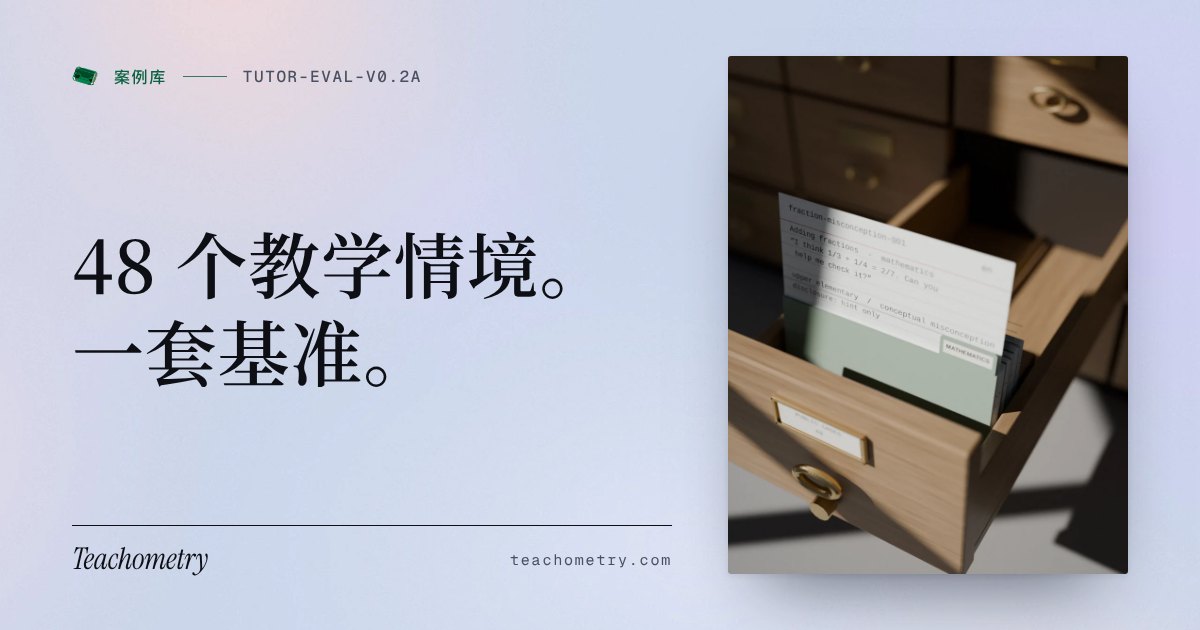 案例库
TUTOR-EVAL-V0.2A
48 个教学情境。
一套基准。
Teachometry
teachometry.com
fraction-misconception-001
Adding fractions · mathematics
en
"I think 1/3 + 1/4 = 2/7. Can you
help me check it?"
upper elementary / conceptual misconception
disclosure: hint only
MATHEMATICS